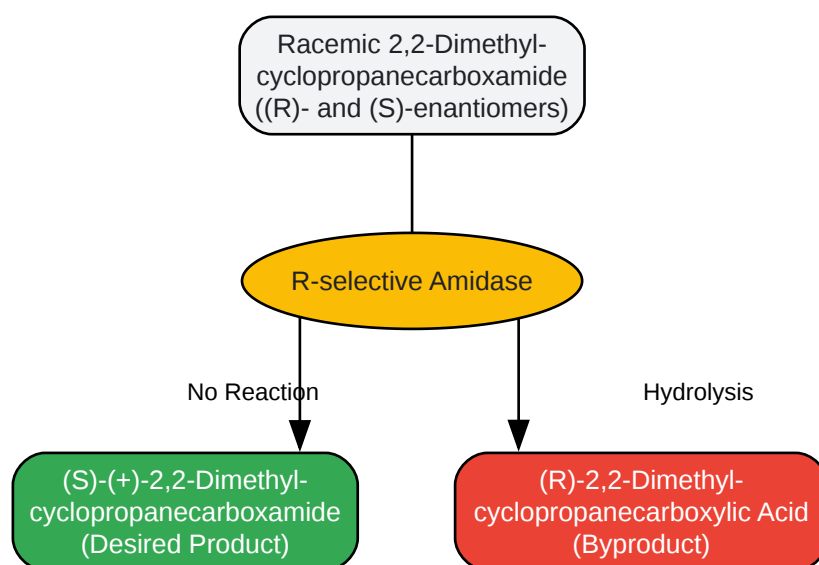 Racemic 2,2-Dimethyl-
cyclopropanecarboxamide
((R)- and (S)-enantiomers)
R-selective Amidase
No Reaction
Hydrolysis
(S)-(+)-2,2-Dimethyl-
cyclopropanecarboxamide
(Desired Product)
(R)-2,2-Dimethyl-
cyclopropanecarboxylic Acid
(Byproduct)